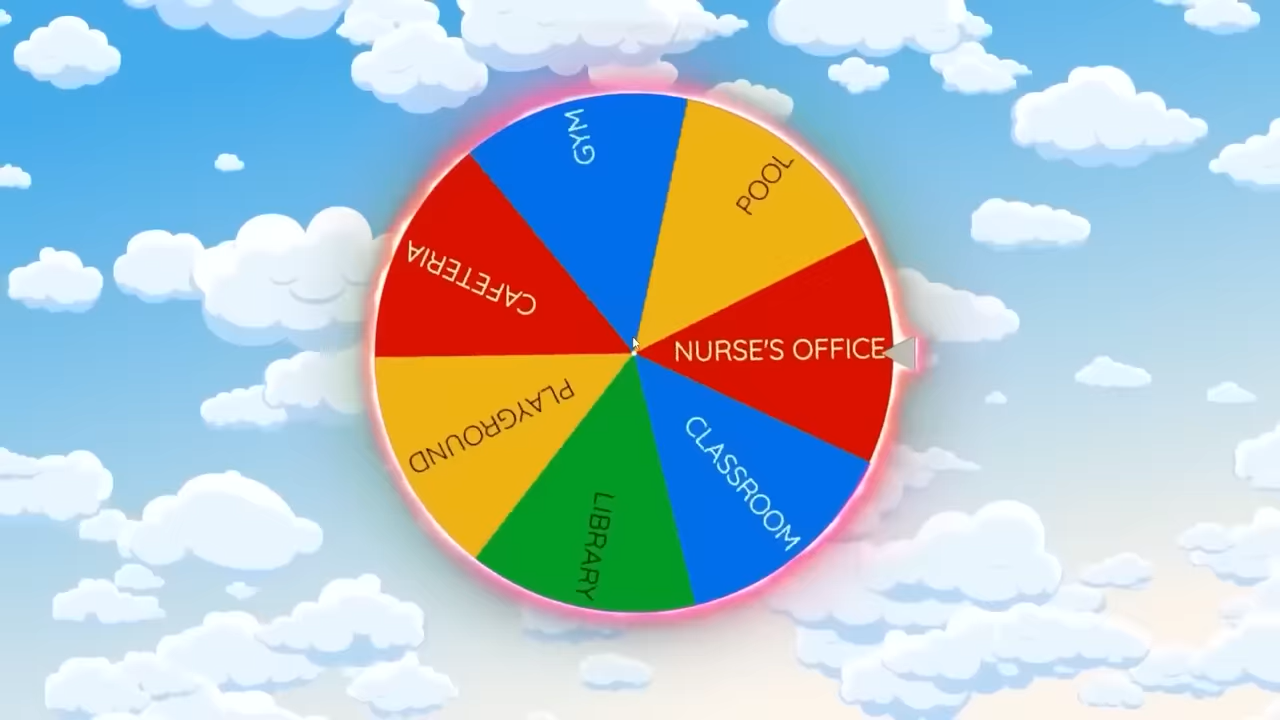 GYM
POOL
CAFETERIA
NURSE'S OFFICE
PLAYGROUND
CLASSROOM
LIBRARY